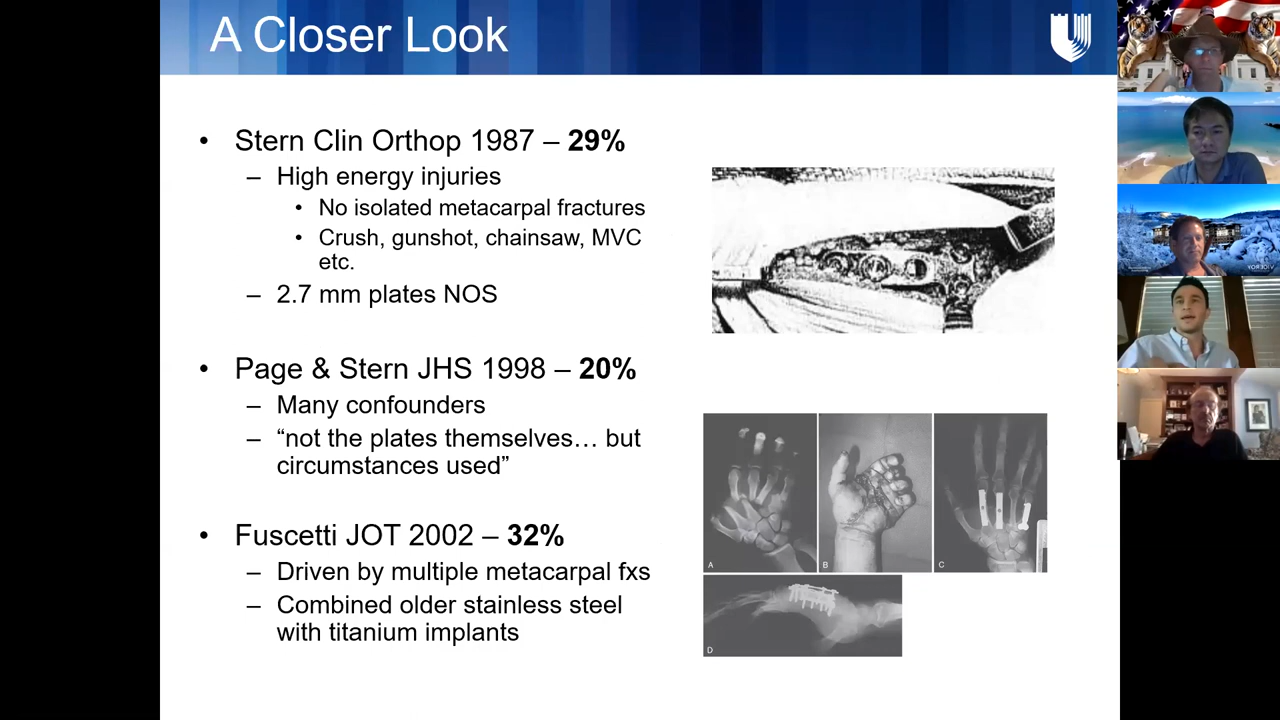 A Closer Look
• Stern Clin Orthop 1987 – 29%
– High energy injuries
• No isolated metacarpal fractures
• Crush, gunshot, chainsaw, MVC
etc.
– 2.7 mm plates NOS
• Page & Stern JHS 1998 – 20%
– Many confounders
– “not the plates themselves… but
circumstances used”
• Fuscetti JOT 2002 – 32%
– Driven by multiple metacarpal fxs
– Combined older stainless steel
with titanium implants
A
B
C
D